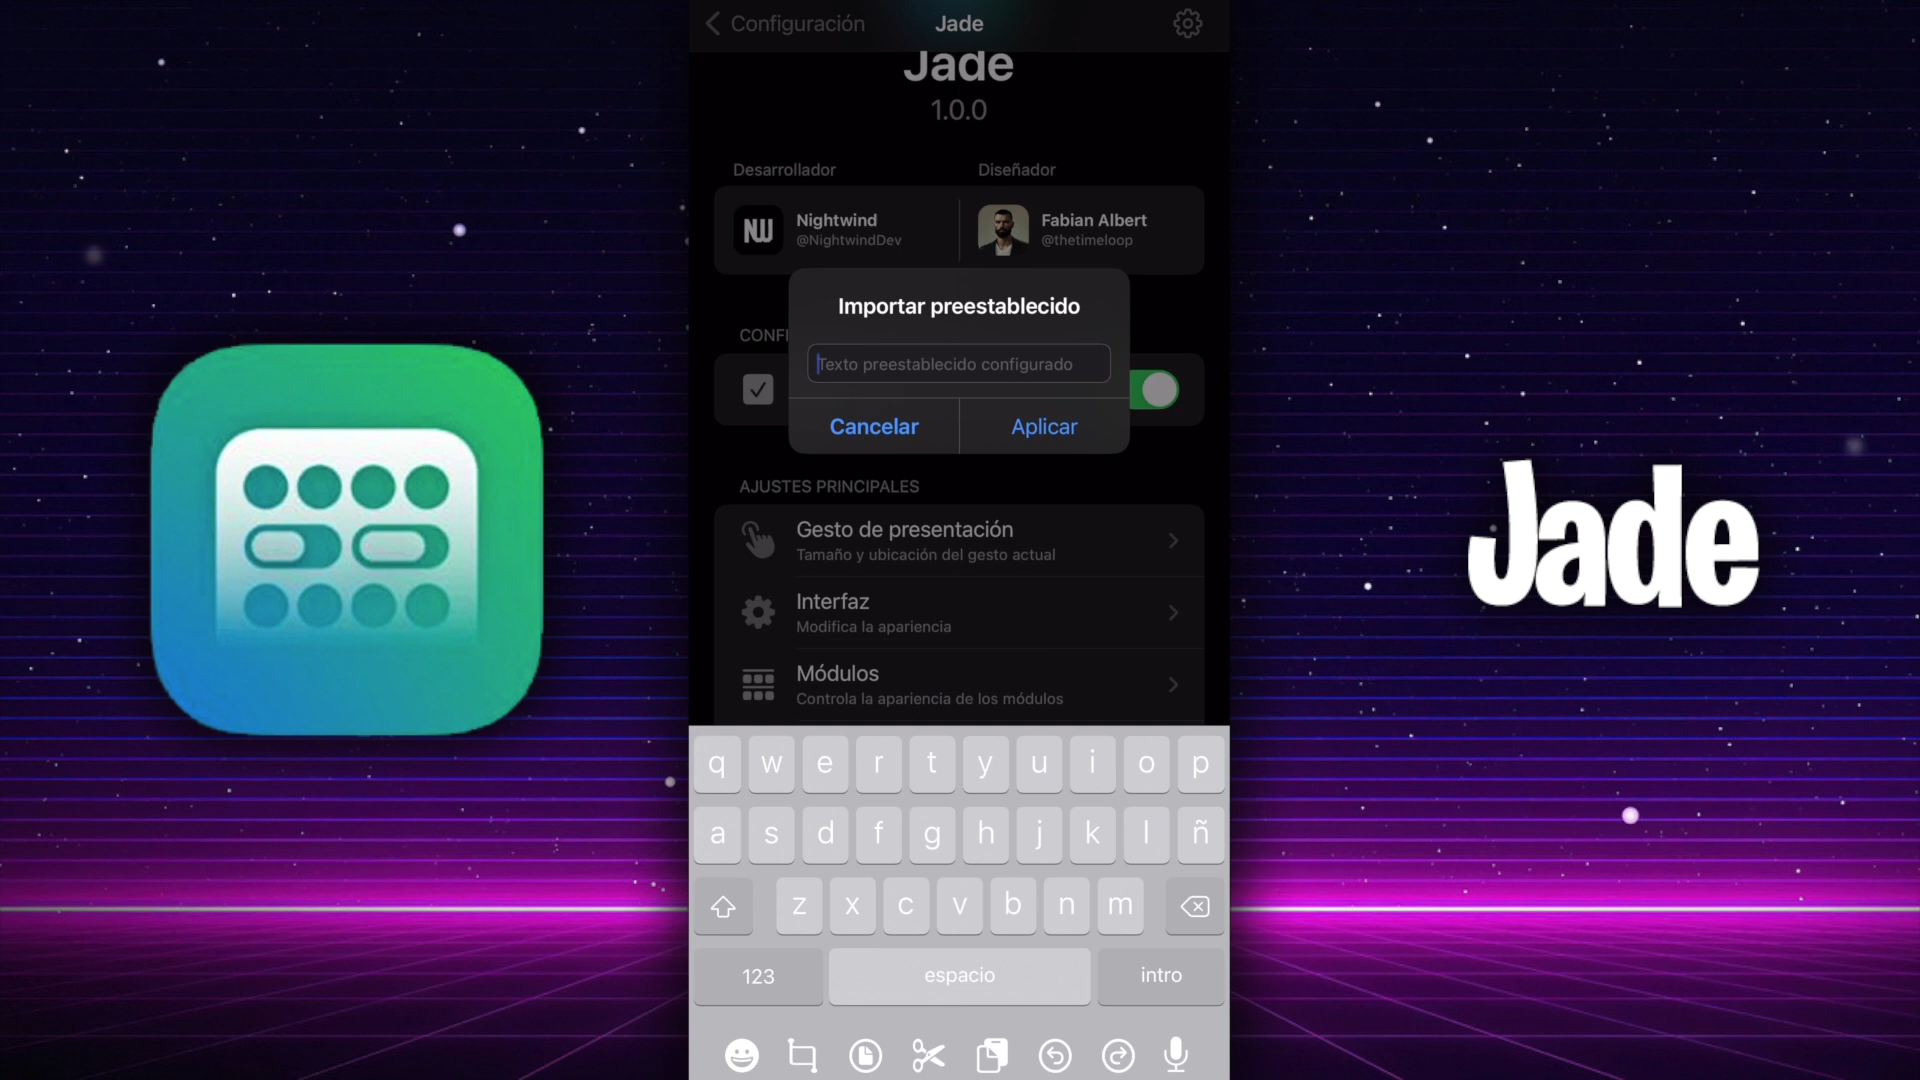 Configuración
Jade
Jade
1.0.0
Desarrollador
Diseñador
NW
Nightwind
@NightwindDev
Fabian Albert
@thetimeloop
Importar preestablecido
CONFI
Texto preestablecido configurado
Cancelar
Aplicar
AJUSTES PRINCIPALES
Gesto de presentación
Tamaño y ubicación del gesto actual
Interfaz
Modifica la apariencia
Módulos
Controla la apariencia de los módulos
Jade
q w e r t y u i o p
a s d f g h j k l ñ
z x c v b n m
123 espacio intro